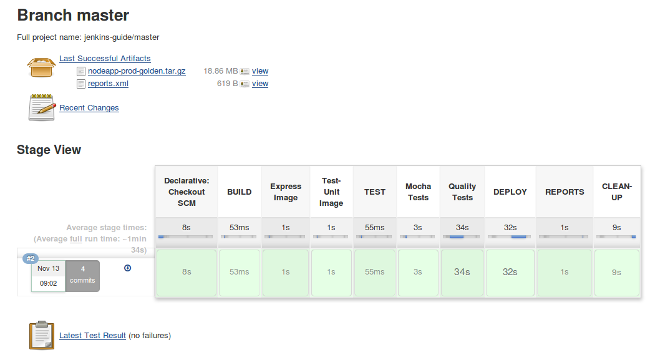 Branch master
Full project name: jenkins-guide/master
Last Successful Artifacts
nodeapp-prod-golden.tar.gz 18.86 MB view
reports.xml 619 B view
Recent Changes
Stage View
Declarative: Checkout SCM
BUILD
Express Image
Test-Unit Image
TEST
Mocha Tests
Quality Tests
DEPLOY
REPORTS
CLEAN-UP
Average stage times:
(Average full run time: ~1min
34s)
8s 53ms 1s 1s 55ms 3s 34s 32s 1s 9s
#2
Nov 13
09:02
4
commits
8s 53ms 1s 1s 55ms 3s 34s 32s 1s 9s
Latest Test Result (no failures)